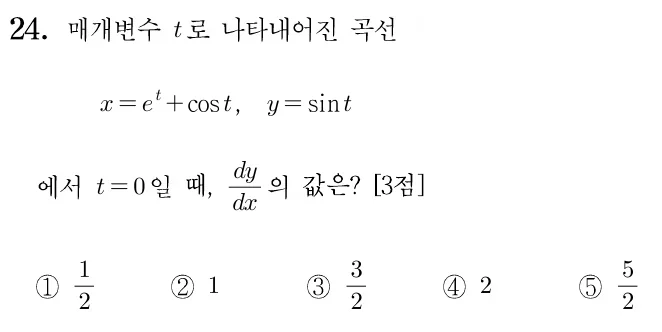 24. 매개변수 t로 나타내어진 곡선
x=e^t+cos t, y=sin t
에서 t=0일 때, dy/dx의 값은? [3점]
① 1/2 ② 1 ③ 3/2 ④ 2 ⑤ 5/2